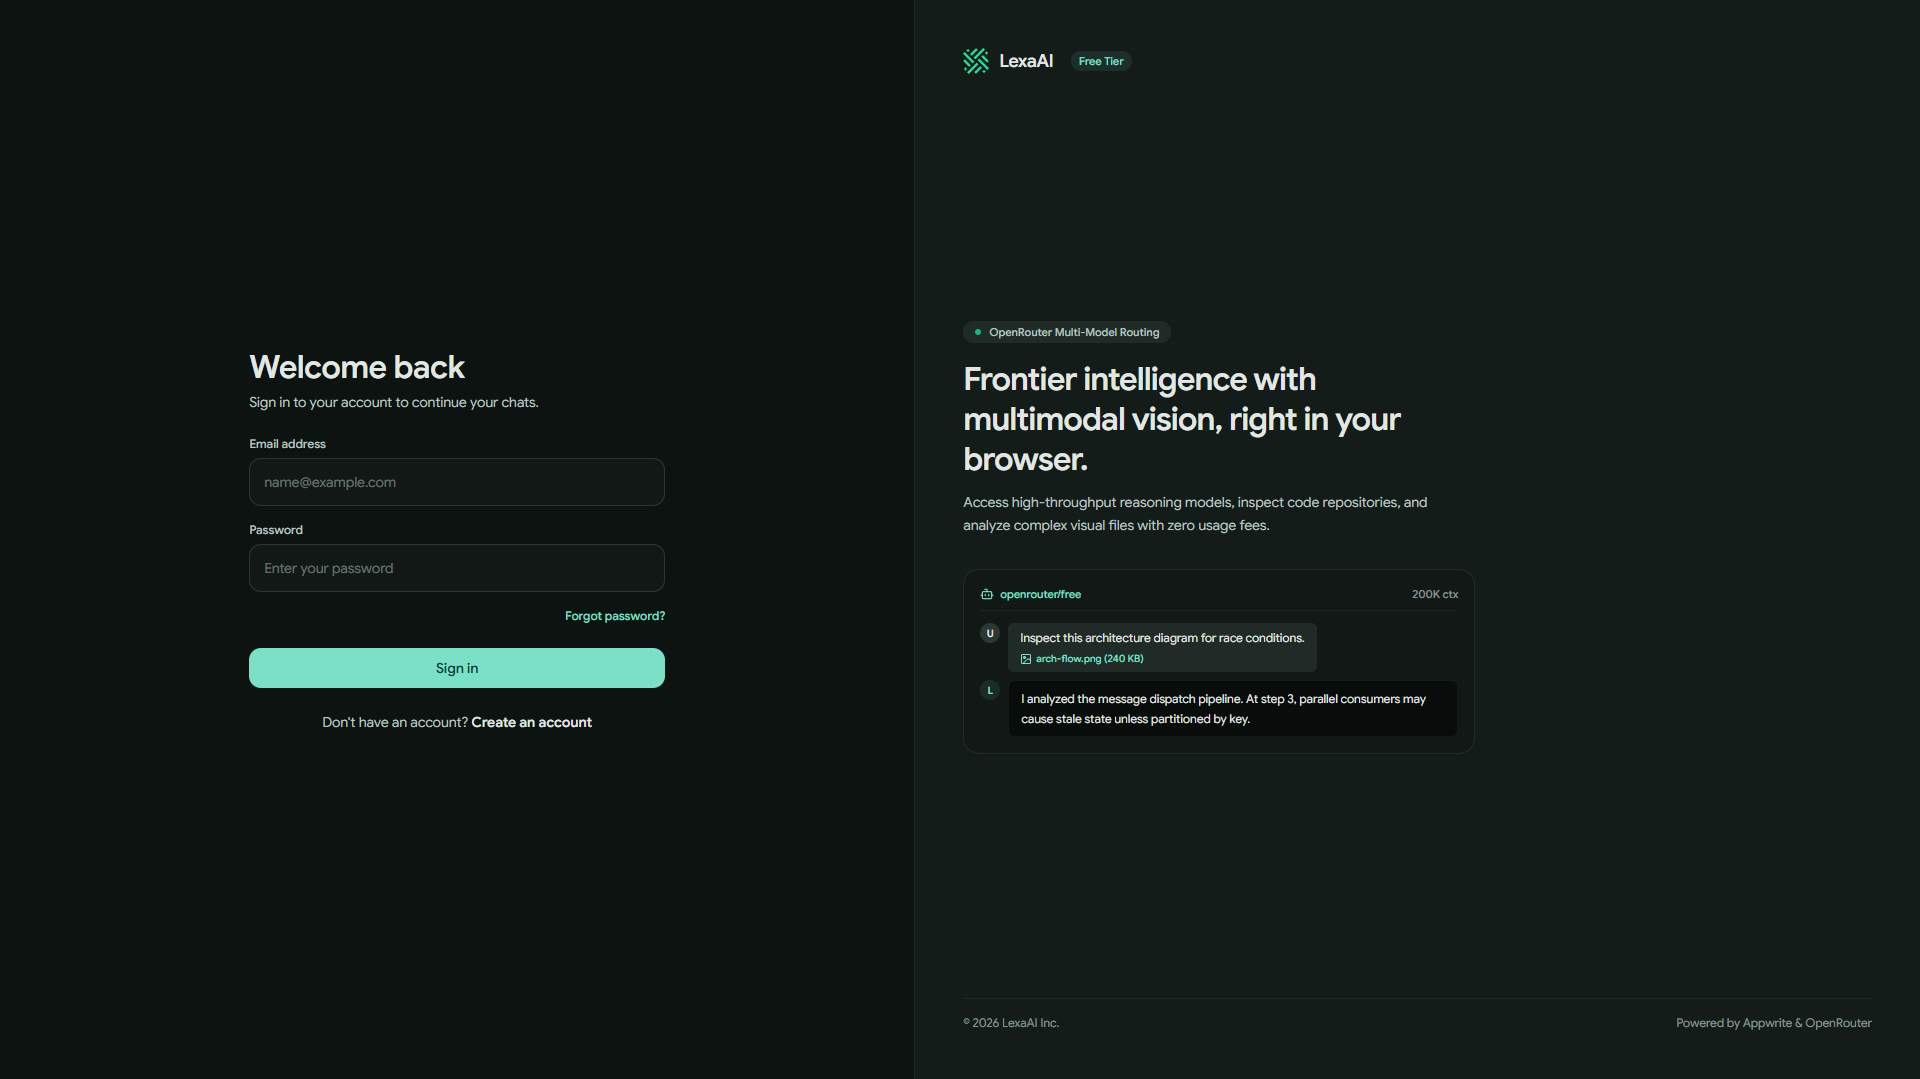 Welcome back
Sign in to your account to continue your chats.
Email address
name@example.com
Password
Enter your password
Forgot password?
Sign in
Don't have an account? Create an account
LexaAI
Free Tier
OpenRouter Multi-Model Routing
Frontier intelligence with
multimodal vision, right in your
browser.
Access high-throughput reasoning models, inspect code repositories, and
analyze complex visual files with zero usage fees.
openrouter/free
200K ctx
U
Inspect this architecture diagram for race conditions.
arch-flow.png (240 KB)
L
I analyzed the message dispatch pipeline. At step 3, parallel consumers may
cause stale state unless partitioned by key.
© 2026 LexaAI Inc.
Powered by Appwrite & OpenRouter